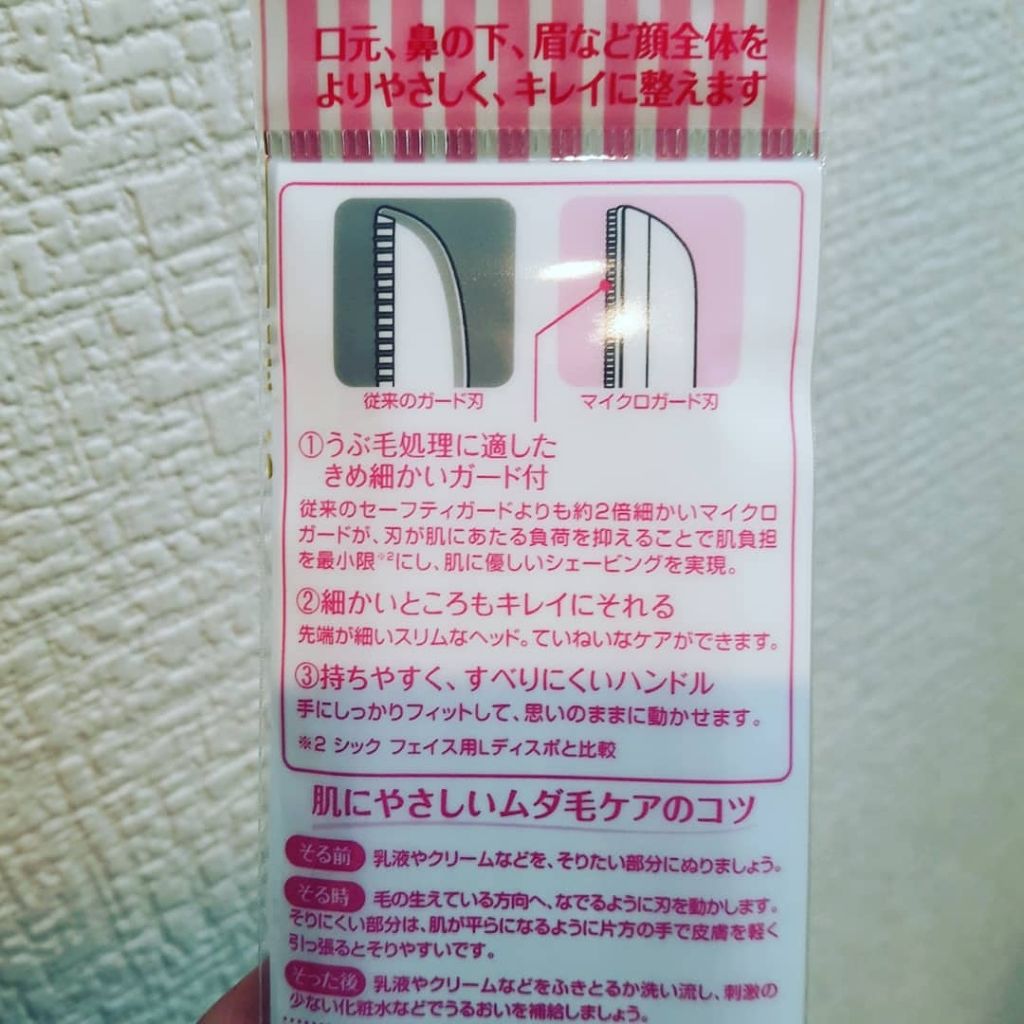 口元、鼻の下、眉など顔全体を
よりやさしく、キレイに整えます
従来のガード刃
マイクロガード刃
①うぶ毛処理に適した
きめ細かいガード付
従来のセーフティガードよりも約2倍細かいマイクロ
ガードが、刃が肌にあたる負荷を抑えることで肌負担
を最小限※2にし、肌に優しいシェービングを実現。
②細かいところもキレイにそれる
先端が細いスリムなヘッド。ていねいなケアができます。
③持ちやすく、すべりにくいハンドル
手にしっかりフィットして、思いのままに動かせます。
※2 シック フェイス用Lディスポと比較
肌にやさしいムダ毛ケアのコツ
そる前 乳液やクリームなどを、そりたい部分にぬりましょう。
そる時 毛の生えている方向へ、なでるように刃を動かします。
そりにくい部分は、肌が平らになるように片方の手で皮膚を軽く
引っ張るとそりやすいです。
そった後 乳液やクリームなどをふきとるか洗い流し、刺激の
少ない化粧水などでうるおいを補給しましょう。